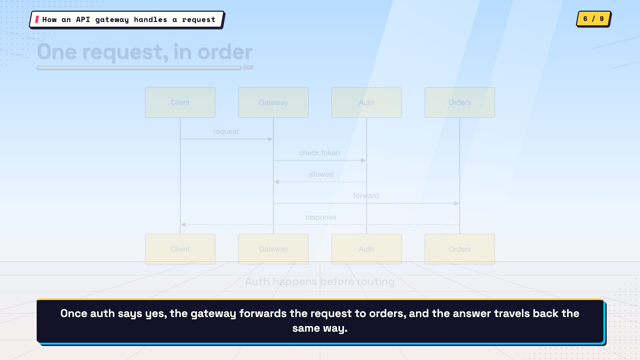 How an API gateway handles a request
6 / 9
One request, in order
Client
Gateway
Auth
Orders
request
check token
allowed
forward
response
Client
Gateway
Auth
Orders
Auth happens before routing
Once auth says yes, the gateway forwards the request to orders, and the answer travels back the
same way.